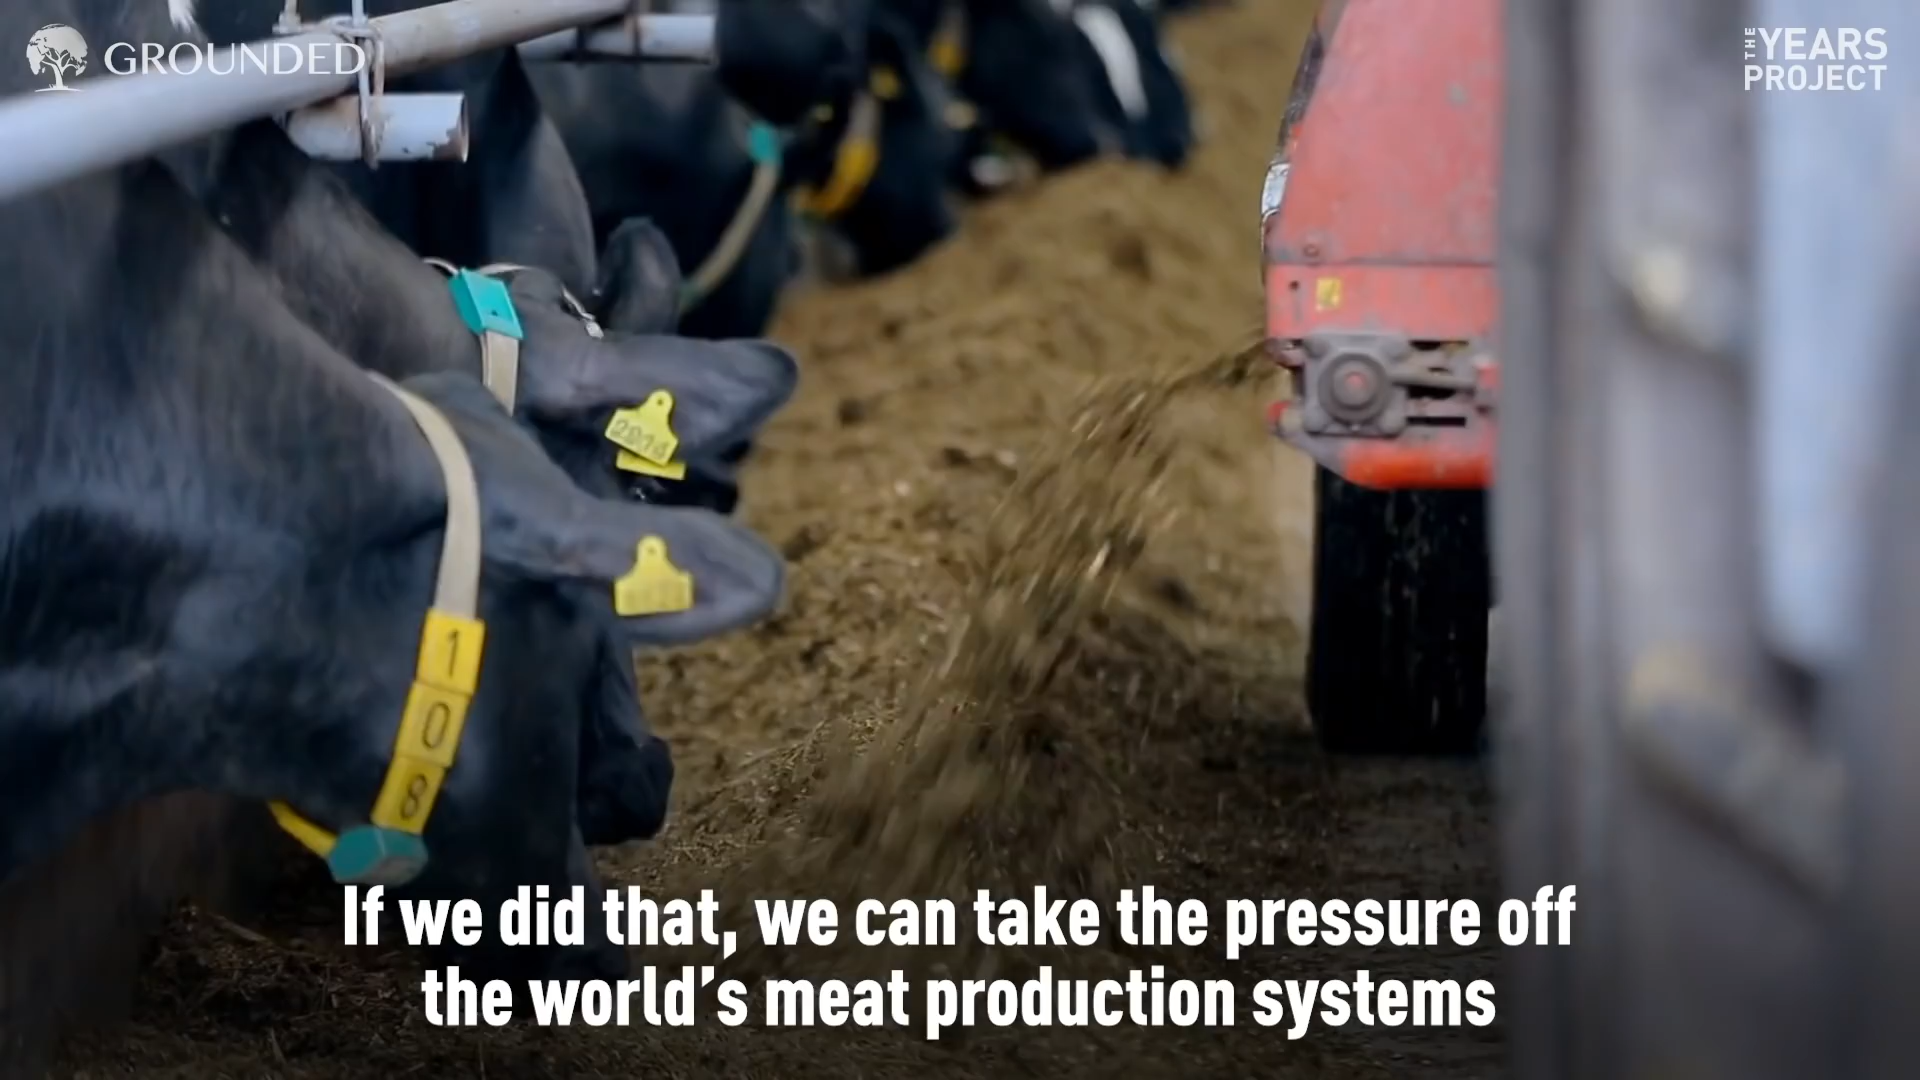 GROUNDED
THE YEARS
PROJECT
1
0
8
If we did that, we can take the pressure off
the world's meat production systems